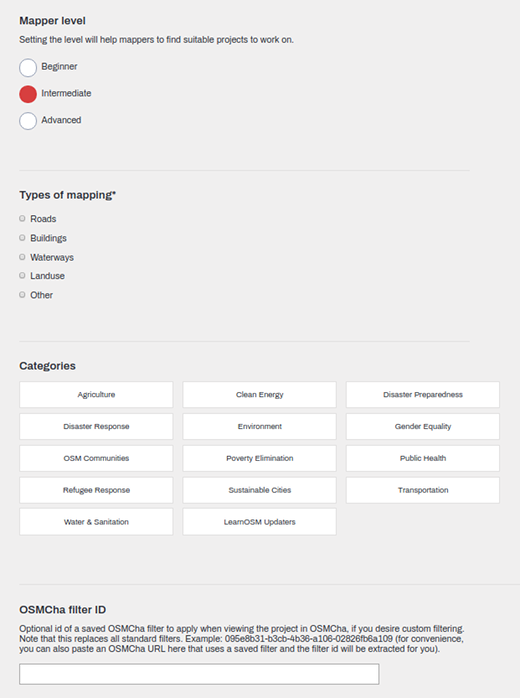 Mapper level
Setting the level will help mappers to find suitable projects to work on.
Beginner
Intermediate
Advanced
Types of mapping*
Roads
Buildings
Waterways
Landuse
Other
Categories
Agriculture
Clean Energy
Disaster Preparedness
Disaster Response
Environment
Gender Equality
OSM Communities
Poverty Elimination
Public Health
Refugee Response
Sustainable Cities
Transportation
Water & Sanitation
LearnOSM Updaters
OSMCha filter ID
Optional id of a saved OSMCha filter to apply when viewing the project in OSMCha, if you desire custom filtering.
Note that this replaces all standard filters. Example: 095e8b31-b3cb-4b36-a106-02826fb6a109 (for convenience,
you can also paste an OSMCha URL here that uses a saved filter and the filter id will be extracted for you).